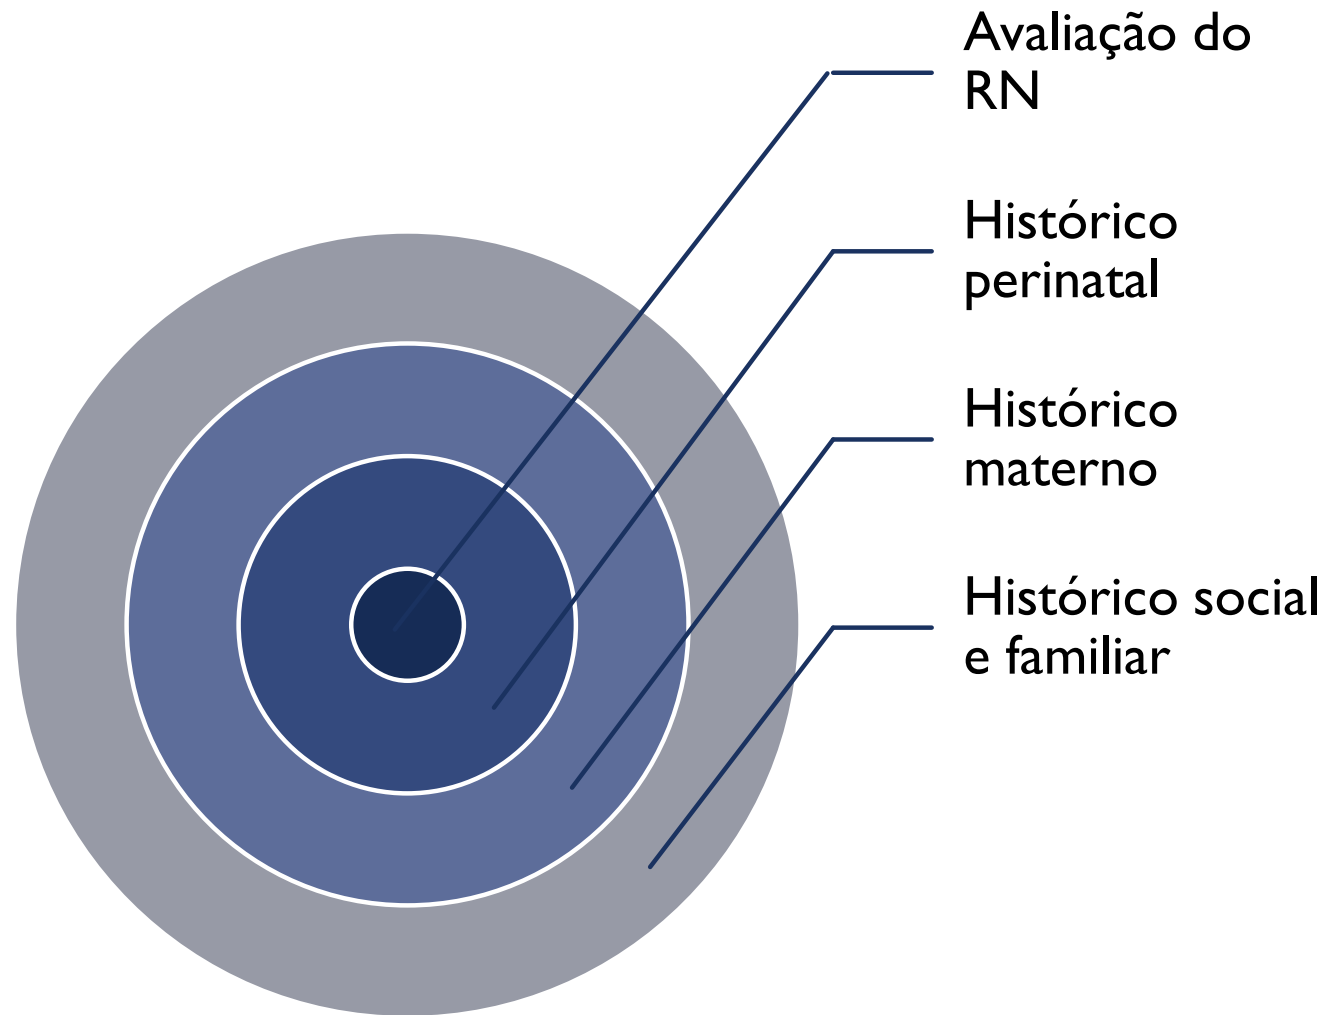 Avaliação do
RN
Histórico
perinatal
Histórico
materno
Histórico social
e familiar